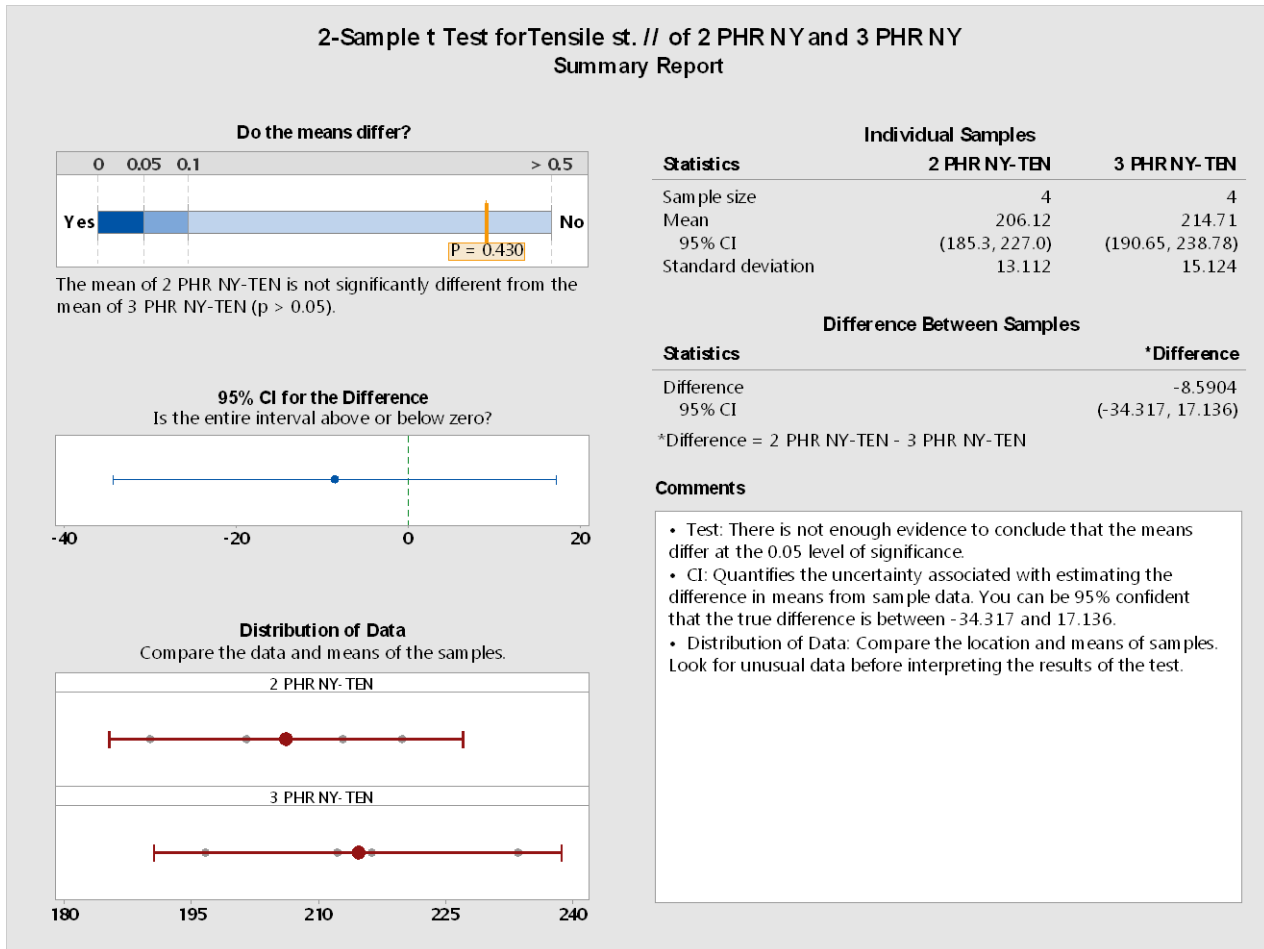 2-Sample t Test forTensile st. // of 2 PHR NY and 3 PHR NY
Summary Report
Do the means differ?
0 0.05 0.1 > 0.5
Yes No
P = 0.430
The mean of 2 PHR NY-TEN is not significantly different from the
mean of 3 PHR NY-TEN (p > 0.05).
95% CI for the Difference
Is the entire interval above or below zero?
-40 -20 0 20
Distribution of Data
Compare the data and means of the samples.
2 PHR NY-TEN
3 PHR NY-TEN
180 195 210 225 240
Individual Samples
Statistics 2 PHR NY-TEN 3 PHR NY-TEN
Sample size 4 4
Mean 206.12 214.71
95% CI (185.3, 227.0) (190.65, 238.78)
Standard deviation 13.112 15.124
Difference Between Samples
Statistics *Difference
Difference -8.5904
95% CI (-34.317, 17.136)
*Difference = 2 PHR NY-TEN - 3 PHR NY-TEN
Comments
• Test: There is not enough evidence to conclude that the means
differ at the 0.05 level of significance.
• CI: Quantifies the uncertainty associated with estimating the
difference in means from sample data. You can be 95% confident
that the true difference is between -34.317 and 17.136.
• Distribution of Data: Compare the location and means of samples.
Look for unusual data before interpreting the results of the test.